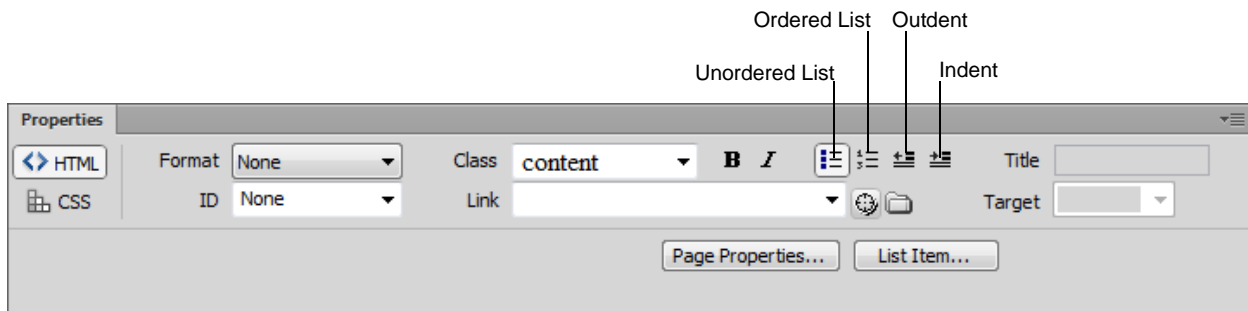 Ordered List Outdent
Unordered List Indent
Properties
HTML Format None Class content B I Title
CSS ID None Link Target
Page Properties... List Item...